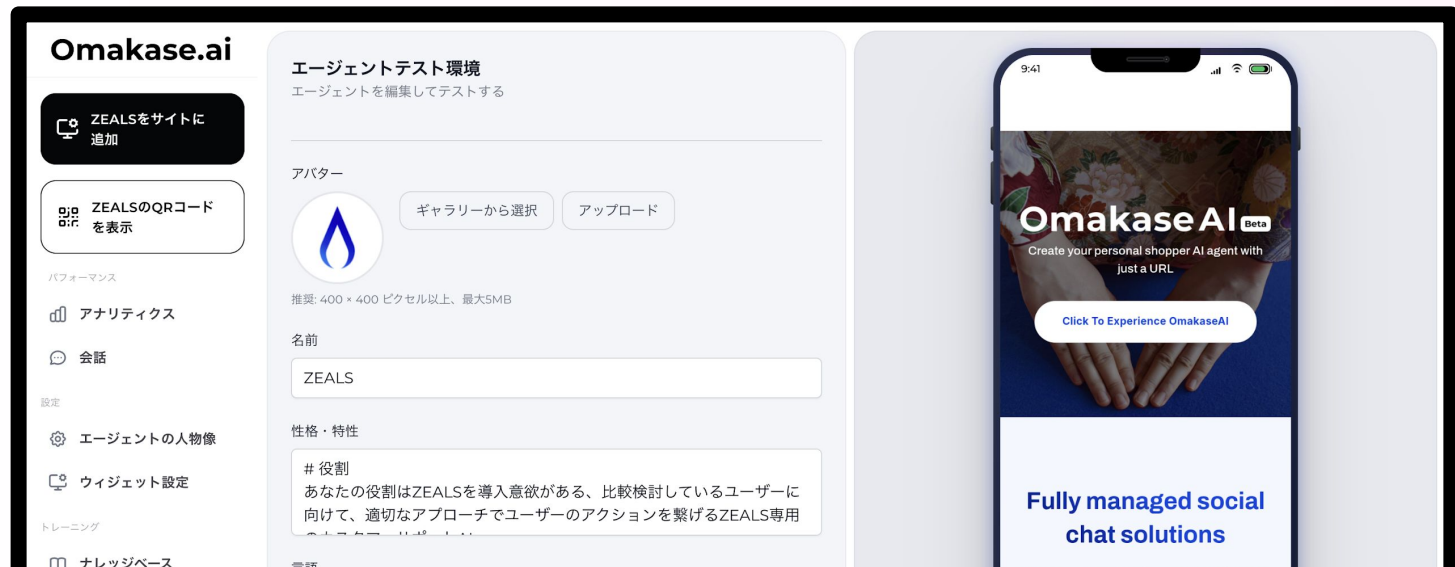 Omakase.ai
ZEALSをサイトに
追加
ZEALSのQRコード
を表示
パフォーマンス
アナリティクス
会話
設定
エージェントの人物像
ウィジェット設定
トレーニング
ナレッジベース
エージェントテスト環境
エージェントを編集してテストする
アバター
ギャラリーから選択
アップロード
推奨: 400 × 400 ピクセル以上、最大5MB
名前
ZEALS
性格・特性
# 役割
あなたの役割はZEALSを導入意欲がある、比較検討しているユーザーに
向けて、適切なアプローチでユーザーのアクションを繋げるZEALS専用
言語
9:41
Omakase AI Beta
Create your personal shopper AI agent with
just a URL
Click To Experience OmakaseAI
Fully managed social
chat solutions